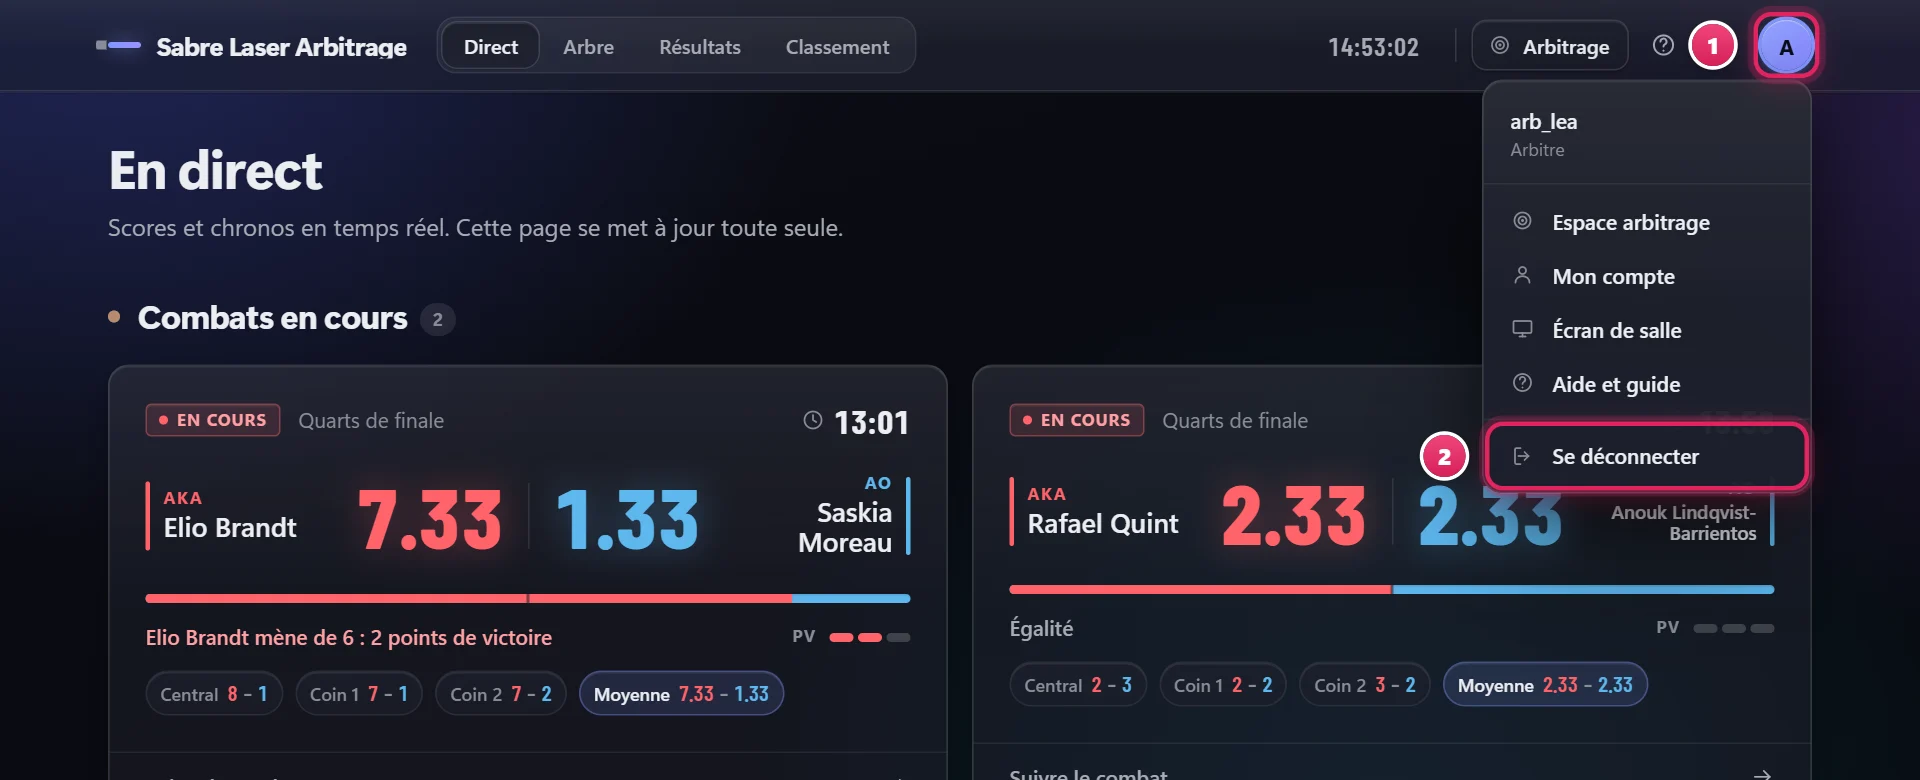 Sabre Laser Arbitrage
Direct
Arbre
Résultats
Classement
14:53:02
Arbitrage
1
A
arb_lea
Arbitre
Espace arbitrage
Mon compte
Écran de salle
Aide et guide
2
Se déconnecter
En direct
Scores et chronos en temps réel. Cette page se met à jour toute seule.
Combats en cours 2
EN COURS
Quarts de finale
13:01
AKA
Elio Brandt
7.33
1.33
AO
Saskia
Moreau
Elio Brandt mène de 6 : 2 points de victoire
PV
Central 8 – 1
Coin 1 7 – 1
Coin 2 7 – 2
Moyenne 7.33 – 1.33
EN COURS
Quarts de finale
AKA
Rafael Quint
2.33
2.33
Anouk Lindqvist-
Barrientos
Égalité
PV
Central 2 – 3
Coin 1 2 – 2
Coin 2 3 – 2
Moyenne 2.33 – 2.33
Suivre le combat